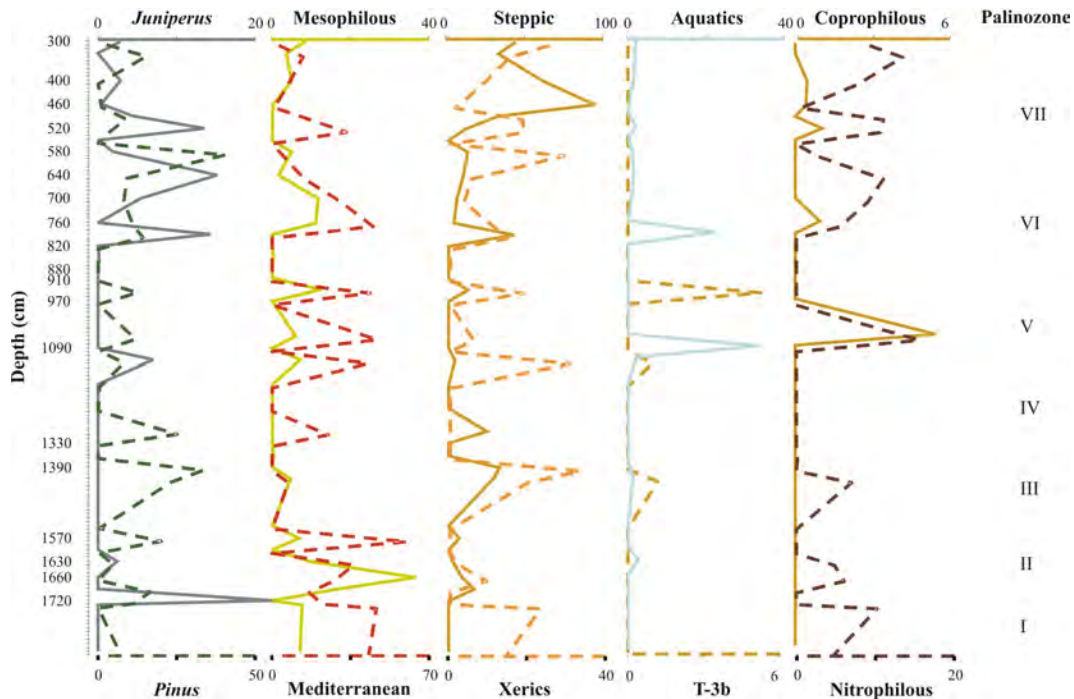 Juniperus Mesophilous Steppic Aquatics Coprophilous Palinozone
0 20 0 40 0 100 0 40 0 6
Depth (cm)
300
400
460
520 VII
580
640
700
760 VI
820
880
910
970
V
1090
IV
1330
1390
III
1570
1630 II
1660
1720
I
0 50 0 70 0 40 0 6 0 20
Pinus Mediterranean Xerics T-3b Nitrophilous